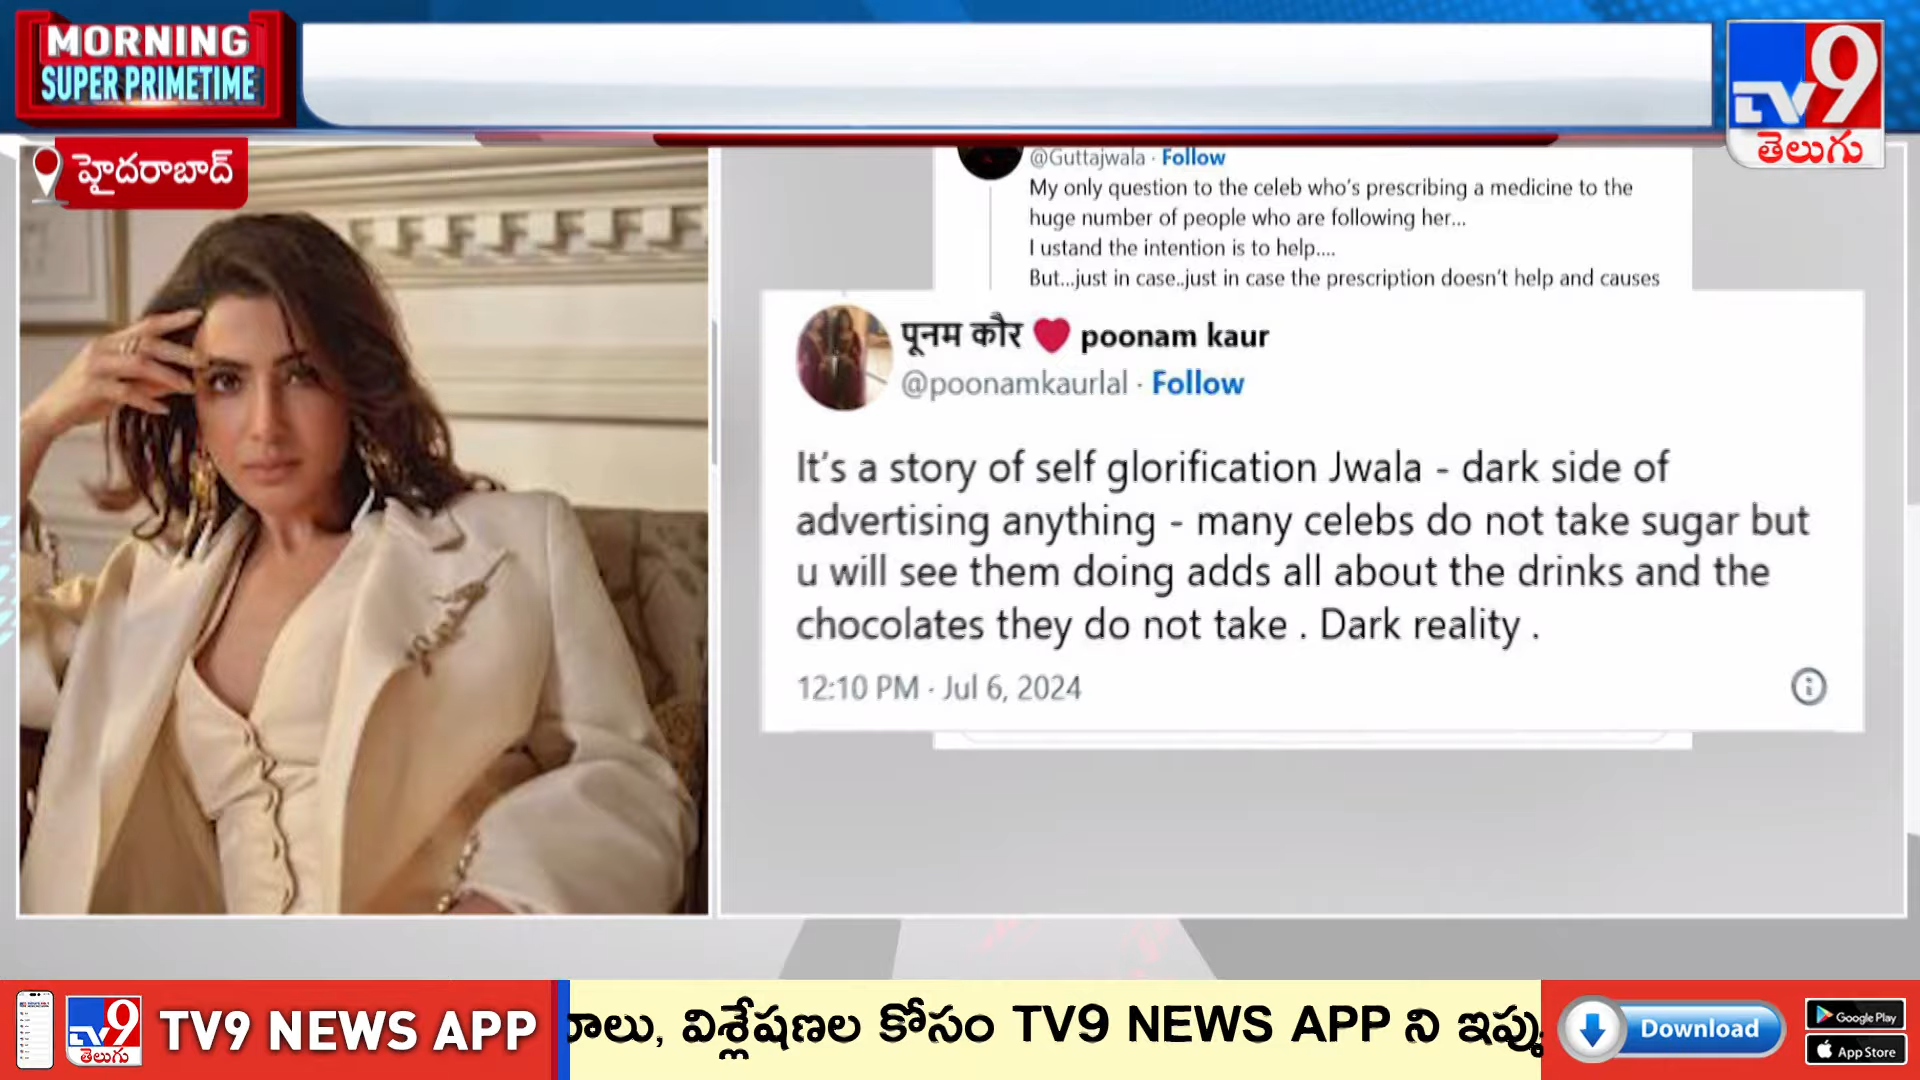 MORNING
SUPER PRIMETIME
TV9
తెలుగు
హైదరాబాద్
@Guttajwala · Follow
My only question to the celeb who's prescribing a medicine to the
huge number of people who are following her...
I ustand the intention is to help....
But...just in case..just in case the prescription doesn't help and causes
पूनम कौर ❤ poonam kaur
@poonamkaurlal · Follow
It's a story of self glorification Jwala - dark side of
advertising anything - many celebs do not take sugar but
u will see them doing adds all about the drinks and the
chocolates they do not take . Dark reality .
12:10 PM · Jul 6, 2024
TV9
తెలుగు
TV9 NEWS APP
విశ్లేషణల కోసం TV9 NEWS APP ని
Download
Google Play
App Store